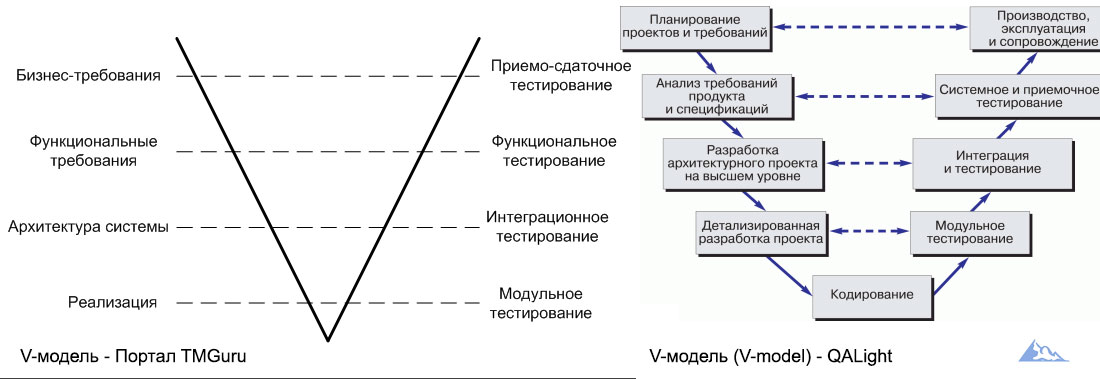 Бизнес-требования
Приемо-сдаточное
тестирование
Функциональные
требования
Функциональное
тестирование
Архитектура системы
Интеграционное
тестирование
Реализация
Модульное
тестирование
V-модель - Портал TMGuru
Планирование
проектов и требований
Производство,
эксплуатация
и сопровождение
Анализ требований
продукта
и спецификаций
Системное и приемочное
тестирование
Разработка
архитектурного проекта
на высшем уровне
Интеграция
и тестирование
Детализированная
разработка проекта
Модульное
тестирование
Кодирование
V-модель (V-model) - QALight